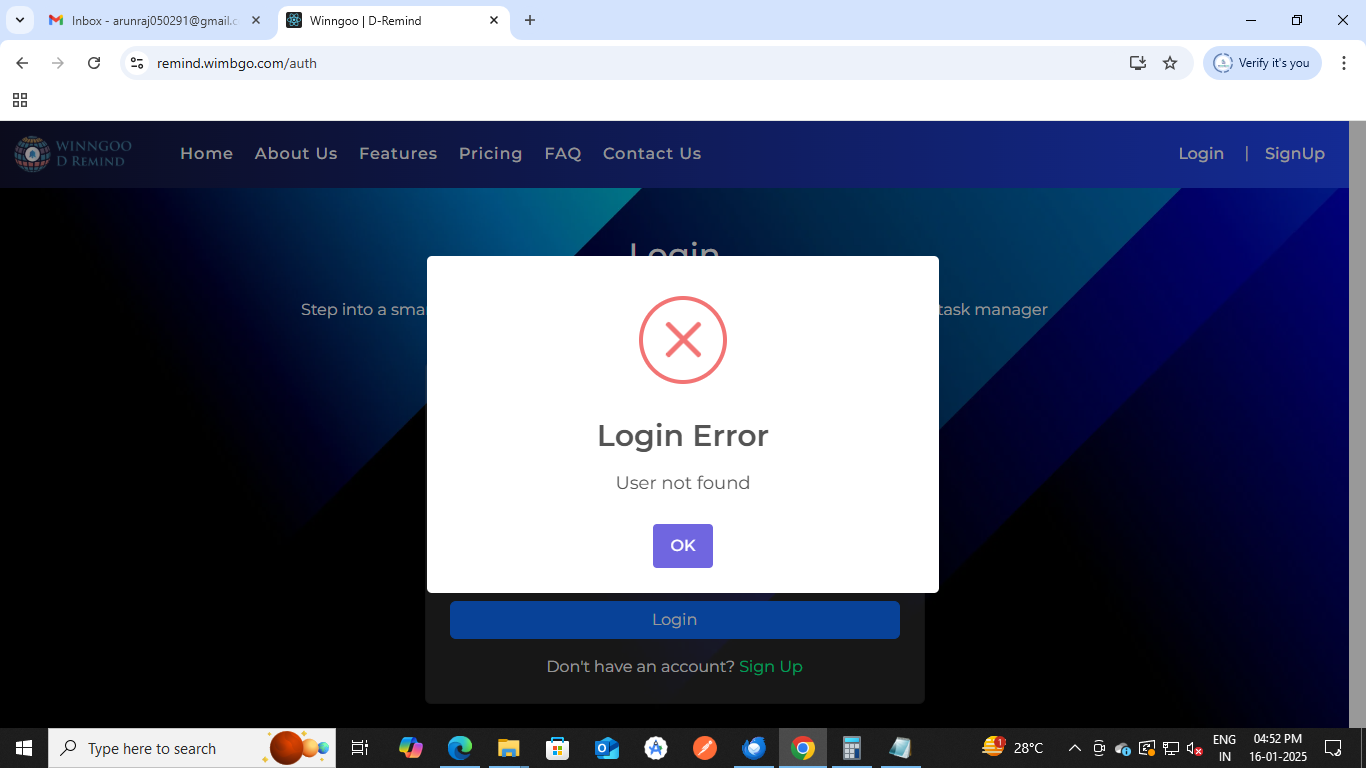 Inbox - arunraj050291@gmail.c
Winngoo | D-Remind
remind.wimbgo.com/auth
Verify it's you
WINNGOO
D REMIND
Home About Us Features Pricing FAQ Contact Us
Login | SignUp
Login
Step into a sma
task manager
Login Error
User not found
OK
Login
Don't have an account? Sign Up
Type here to search
1
28°C
ENG
IN
04:52 PM
16-01-2025